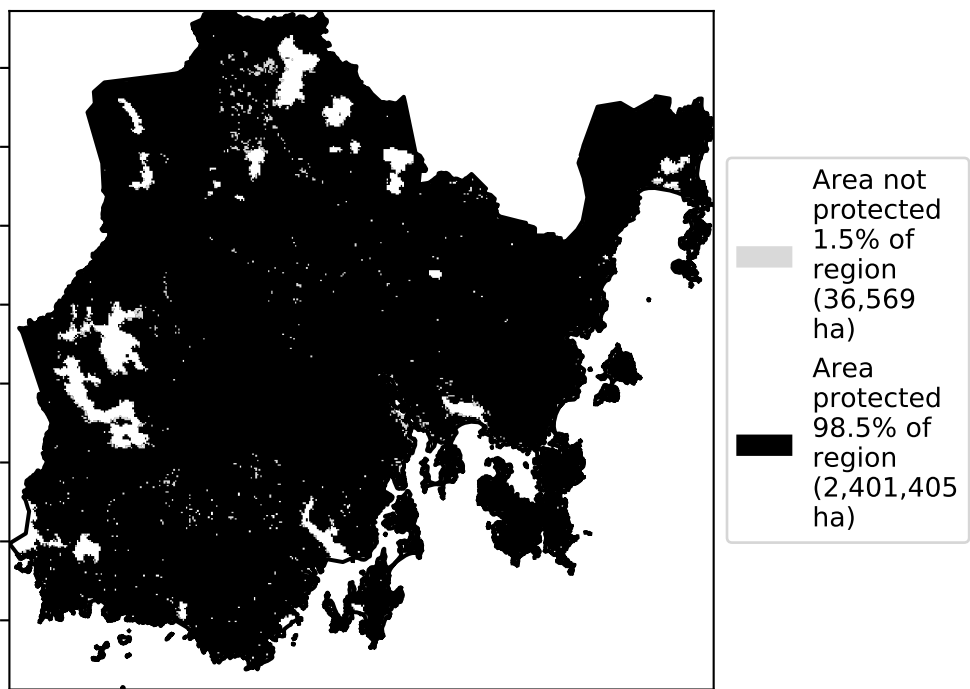 Area not
protected
1.5% of
region
(36,569
ha)
Area
protected
98.5% of
region
(2,401,405
ha)